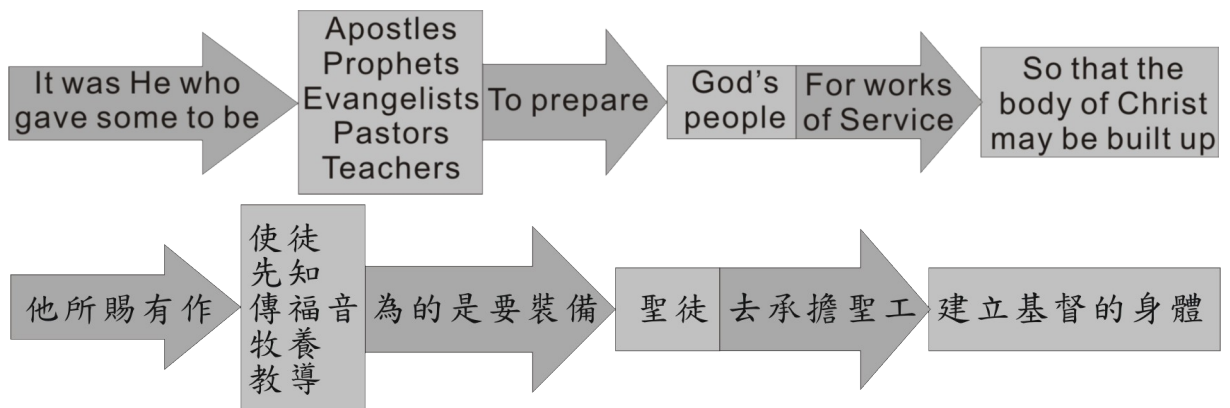 It was He who
gave some to be
Apostles
Prophets
Evangelists
Pastors
Teachers
To prepare
God's
people
For works
of Service
So that the
body of Christ
may be built up
他所賜有作
使徒
先知
傳福音
牧養
教導
為的是要裝備
聖徒
去承擔聖工
建立基督的身體